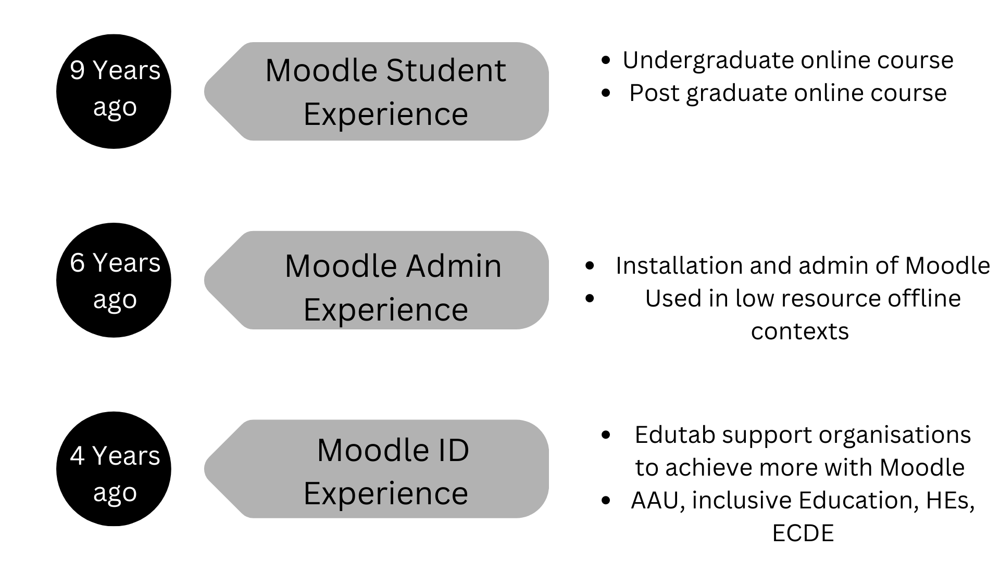 9 Years
ago
Moodle Student
Experience
• Undergraduate online course
• Post graduate online course
6 Years
ago
Moodle Admin
Experience
• Installation and admin of Moodle
• Used in low resource offline
contexts
4 Years
ago
Moodle ID
Experience
• Edutab support organisations
to achieve more with Moodle
• AAU, inclusive Education, HEs,
ECDE